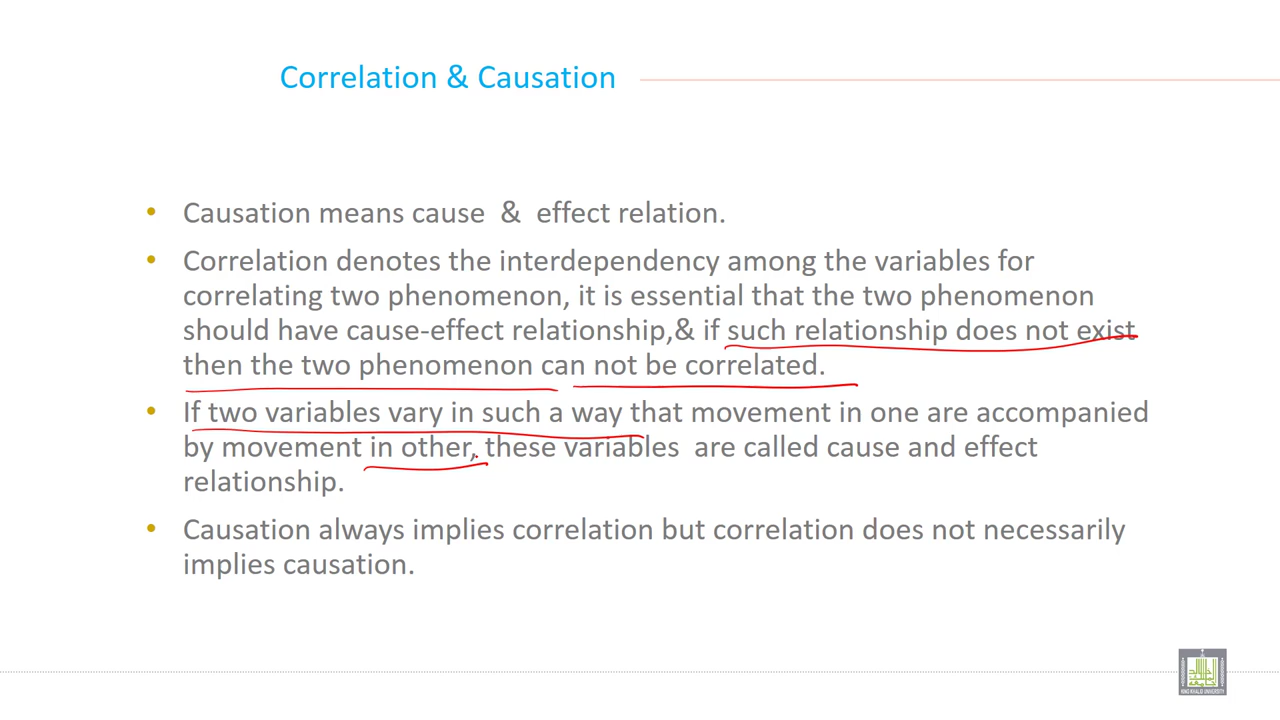 Correlation & Causation
• Causation means cause & effect relation.
• Correlation denotes the interdependency among the variables for
correlating two phenomenon, it is essential that the two phenomenon
should have cause-effect relationship,& if such relationship does not exist
then the two phenomenon can not be correlated.
• If two variables vary in such a way that movement in one are accompanied
by movement in other, these variables are called cause and effect
relationship.
• Causation always implies correlation but correlation does not necessarily
implies causation.
KING KHALID UNIVERSITY